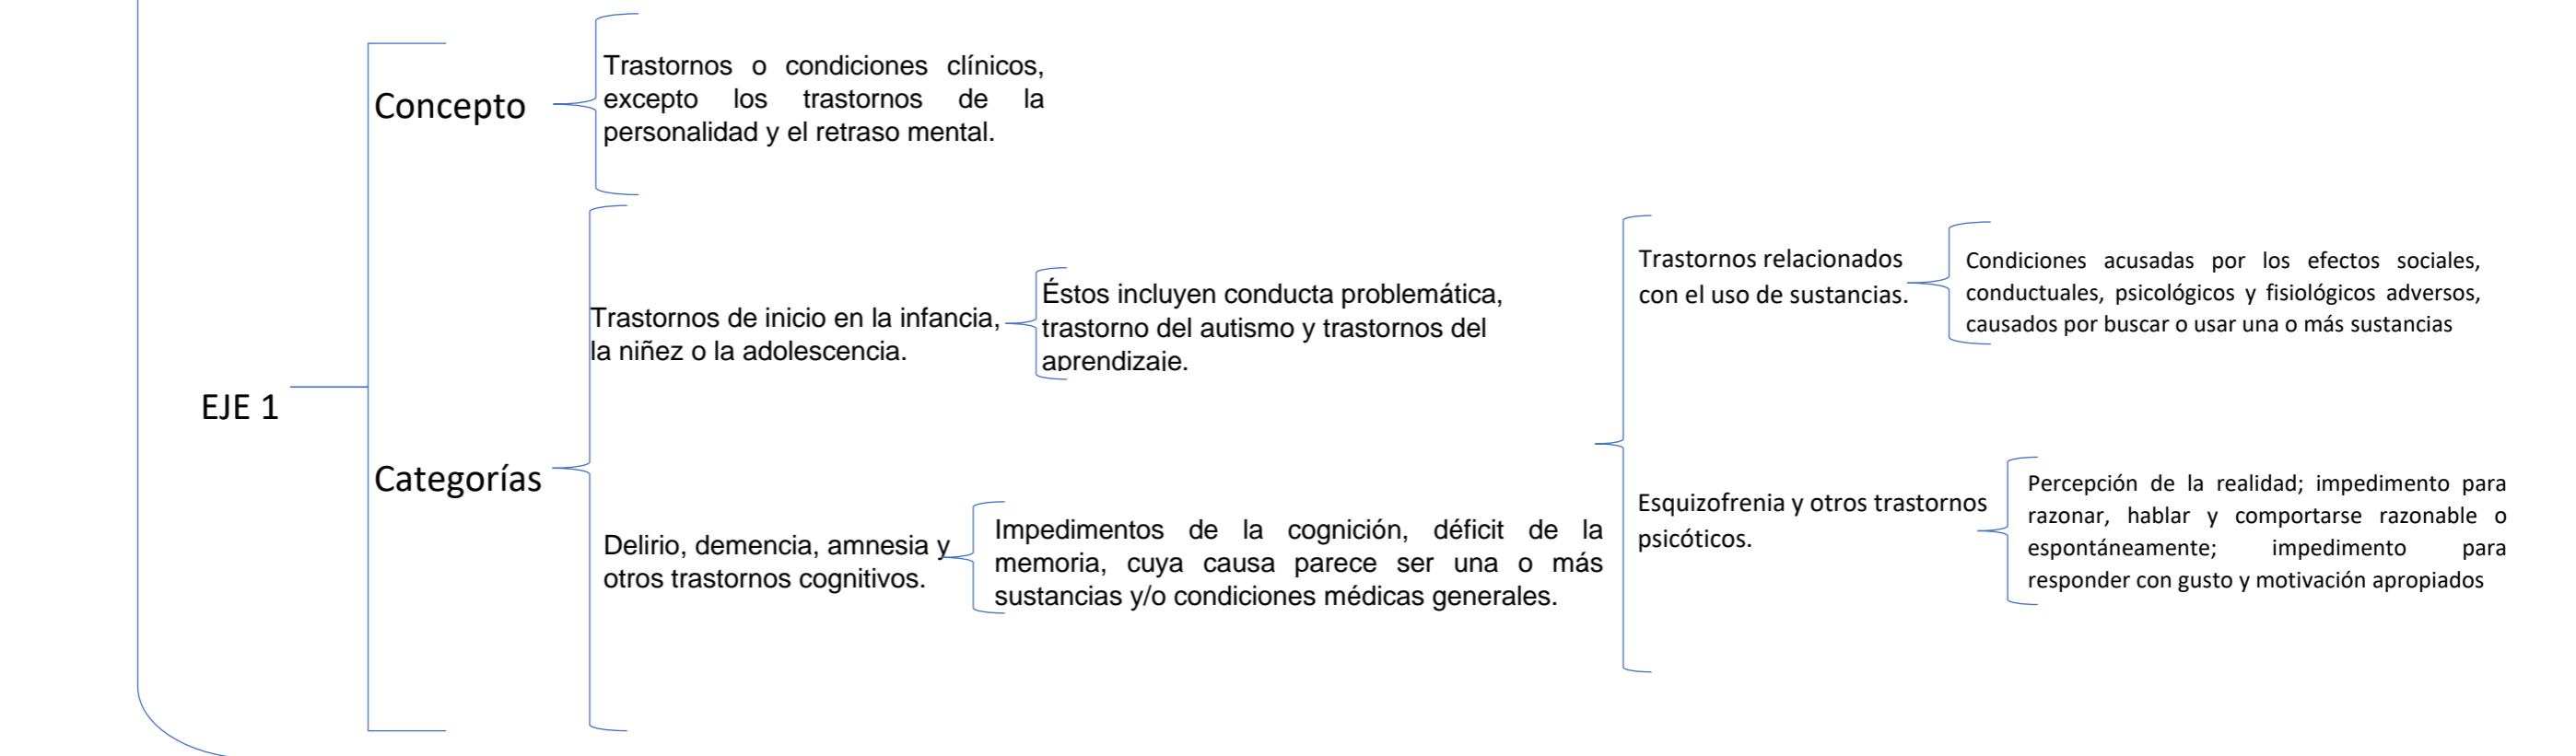 Concepto
Trastornos o condiciones clínicos,
excepto los trastornos de la
personalidad y el retraso mental.
EJE 1
Categorías
Trastornos de inicio en la infancia,
la niñez o la adolescencia.
Éstos incluyen conducta problemática,
trastorno del autismo y trastornos del
aprendizaje.
Delirio, demencia, amnesia y
otros trastornos cognitivos.
Impedimentos de la cognición, déficit de la
memoria, cuya causa parece ser una o más
sustancias y/o condiciones médicas generales.
Trastornos relacionados
con el uso de sustancias.
Condiciones acusadas por los efectos sociales,
conductuales, psicológicos y fisiológicos adversos,
causados por buscar o usar una o más sustancias
Esquizofrenia y otros trastornos
psicóticos.
Percepción de la realidad; impedimento para
razonar, hablar y comportarse razonable o
espontáneamente; impedimento para
responder con gusto y motivación apropiados